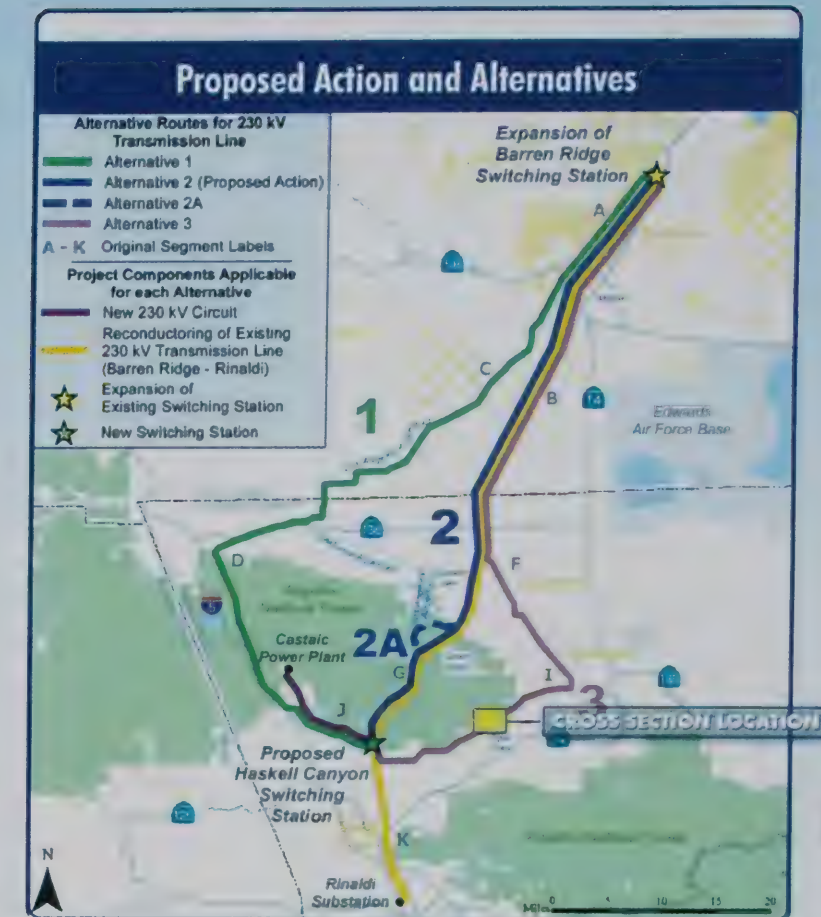 Proposed Action and Alternatives
Alternative Routes for 230 kV
Transmission Line
Alternative 1
Alternative 2 (Proposed Action)
Alternative 2A
Alternative 3
A - K Original Segment Labels
Project Components Applicable
for each Alternative
New 230 kV Circuit
Reconductoring of Existing
230 kV Transmission Line
(Barren Ridge - Rinaldi)
Expansion of
Existing Switching Station
New Switching Station
Expansion of
Barren Ridge
Switching Station
A
C
B
14
Edwards
Air Force Base
1
2
D
F
5
2A
Castaic
Power Plant
G
I
J
3
CROSS SECTION LOCATION
Proposed
Haskell Canyon
Switching
Station
K
N
Rinaldi
Substation
Miles
0 5 10 15 20